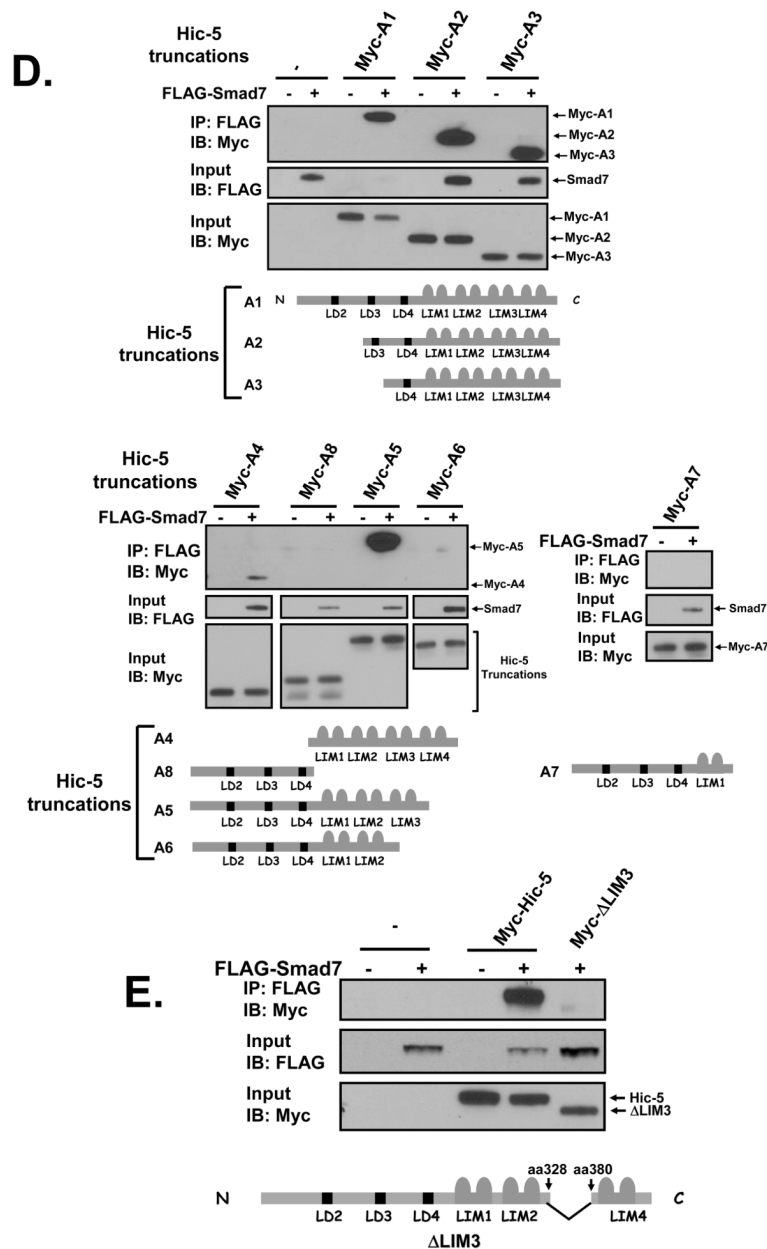 D.
Hic-5
truncations
- Myc-A1 Myc-A2 Myc-A3
FLAG-Smad7 - + - + - + - +
IP: FLAG
IB: Myc
Myc-A1
Myc-A2
Myc-A3
Input
IB: FLAG
Smad7
Input
IB: Myc
Myc-A1
Myc-A2
Myc-A3
Hic-5
truncations
A1 N C
LD2 LD3 LD4 LIM1 LIM2 LIM3 LIM4
A2
LD3 LD4 LIM1 LIM2 LIM3 LIM4
A3
LD4 LIM1 LIM2 LIM3 LIM4
Hic-5
truncations
Myc-A4 Myc-A8 Myc-A5 Myc-A6
FLAG-Smad7 - + - + - + - +
IP: FLAG
IB: Myc
Myc-A5
Myc-A4
Input
IB: FLAG
Smad7
Input
IB: Myc
Hic-5
Truncations
Myc-A7
FLAG-Smad7 - +
IP: FLAG
IB: Myc
Input
IB: FLAG
Smad7
Input
IB: Myc
Myc-A7
Hic-5
truncations
A4
LIM1 LIM2 LIM3 LIM4
A8
LD2 LD3 LD4
A5
LD2 LD3 LD4 LIM1 LIM2 LIM3
A6
LD2 LD3 LD4 LIM1 LIM2
A7
LD2 LD3 LD4 LIM1
E.
- Myc-Hic-5 Myc-ΔLIM3
FLAG-Smad7 - + - + +
IP: FLAG
IB: Myc
Input
IB: FLAG
Input
IB: Myc
Hic-5
ΔLIM3
aa328 aa380
N C
LD2 LD3 LD4 LIM1 LIM2 LIM4
ΔLIM3